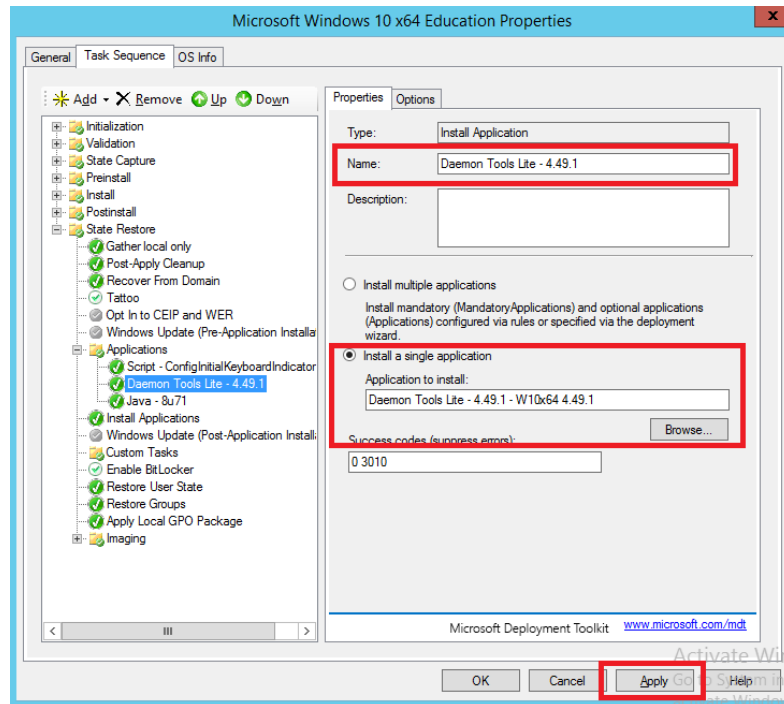 Microsoft Windows 10 x64 Education Properties
x
General Task Sequence OS Info
Add Remove Up Down
Initialization
Validation
State Capture
Preinstall
Install
Postinstall
State Restore
Gather local only
Post-Apply Cleanup
Recover From Domain
Tattoo
Opt In to CEIP and WER
Windows Update (Pre-Application Installa
Applications
Script - ConfigInitialKeyboardIndicator
Daemon Tools Lite - 4.49.1
Java - 8u71
Install Applications
Windows Update (Post-Application Install
Custom Tasks
Enable BitLocker
Restore User State
Restore Groups
Apply Local GPO Package
Imaging
Properties Options
Type: Install Application
Name: Daemon Tools Lite - 4.49.1
Description:
Install multiple applications
Install mandatory (MandatoryApplications) and optional applications
(Applications) configured via rules or specified via the deployment
wizard.
Install a single application
Application to install:
Daemon Tools Lite - 4.49.1 - W10x64 4.49.1
Browse...
Success codes (suppress errors):
0 3010
Microsoft Deployment Toolkit www.microsoft.com/mdt
Activate Wi
OK Cancel Apply Help
Go to System in